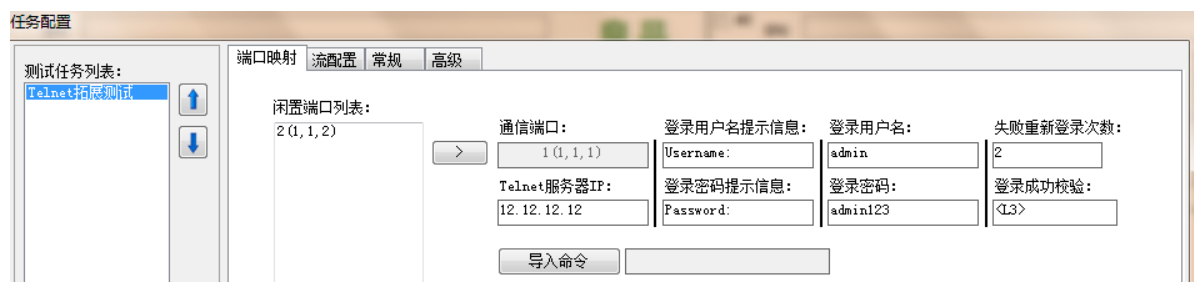 任务配置
测试任务列表：
Telnet拓展测试
端口映射 流配置 常规 高级
闲置端口列表：
2(1,1,2)
>
通信端口： 登录用户名提示信息： 登录用户名： 失败重新登录次数：
1(1,1,1) Username: admin 2
Telnet服务器IP： 登录密码提示信息： 登录密码： 登录成功校验：
12.12.12.12 Password: admin123 <L3>
导入命令